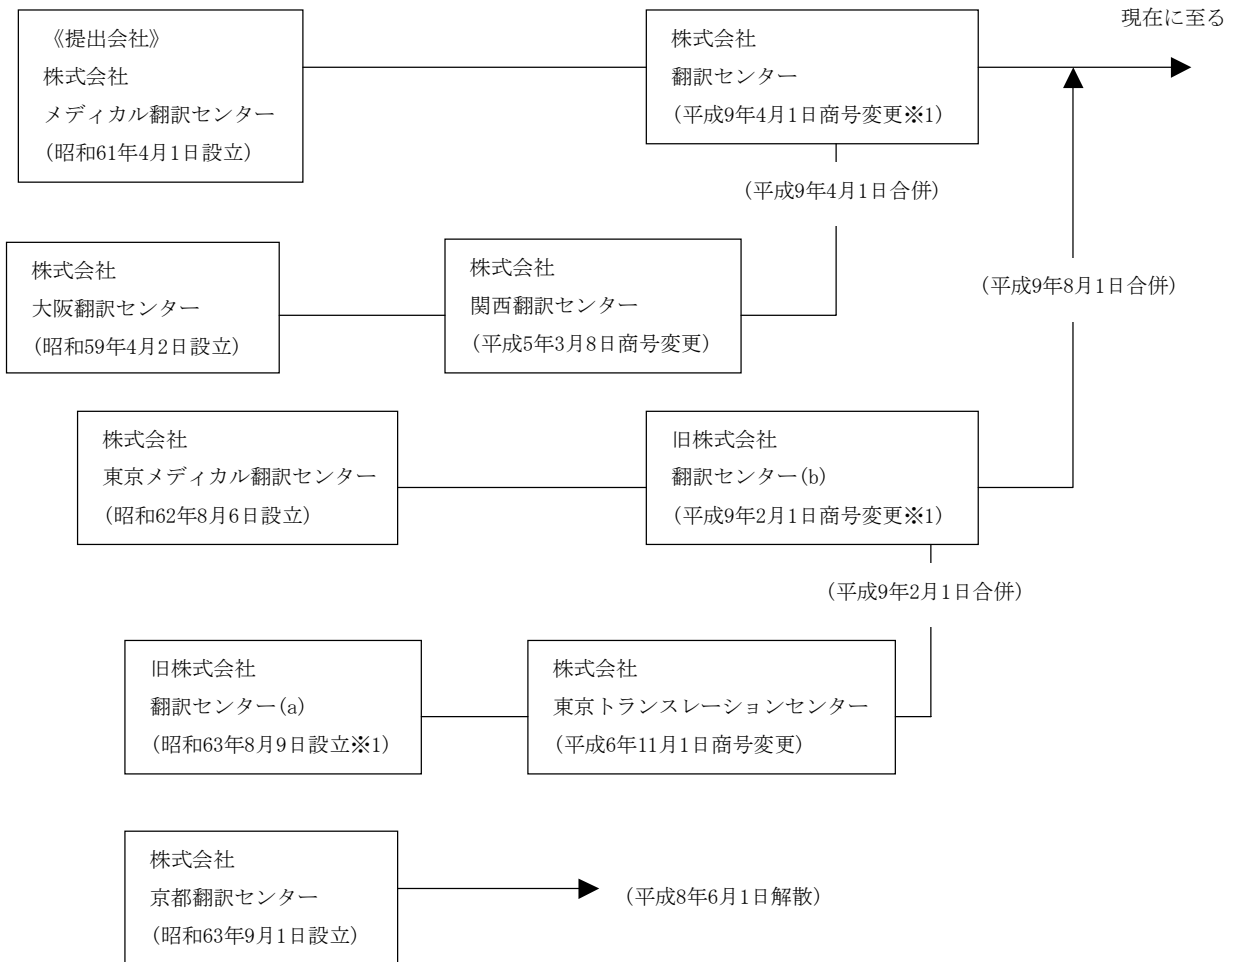 現在に至る
《提出会社》
株式会社
メディカル翻訳センター
(昭和61年4月1日設立)
株式会社
翻訳センター
(平成9年4月1日商号変更※1)
(平成9年4月1日合併)
株式会社
大阪翻訳センター
(昭和59年4月2日設立)
株式会社
関西翻訳センター
(平成5年3月8日商号変更)
(平成9年8月1日合併)
株式会社
東京メディカル翻訳センター
(昭和62年8月6日設立)
旧株式会社
翻訳センター(b)
(平成9年2月1日商号変更※1)
(平成9年2月1日合併)
旧株式会社
翻訳センター(a)
(昭和63年8月9日設立※1)
株式会社
東京トランスレーションセンター
(平成6年11月1日商号変更)
株式会社
京都翻訳センター
(昭和63年9月1日設立)
(平成8年6月1日解散)